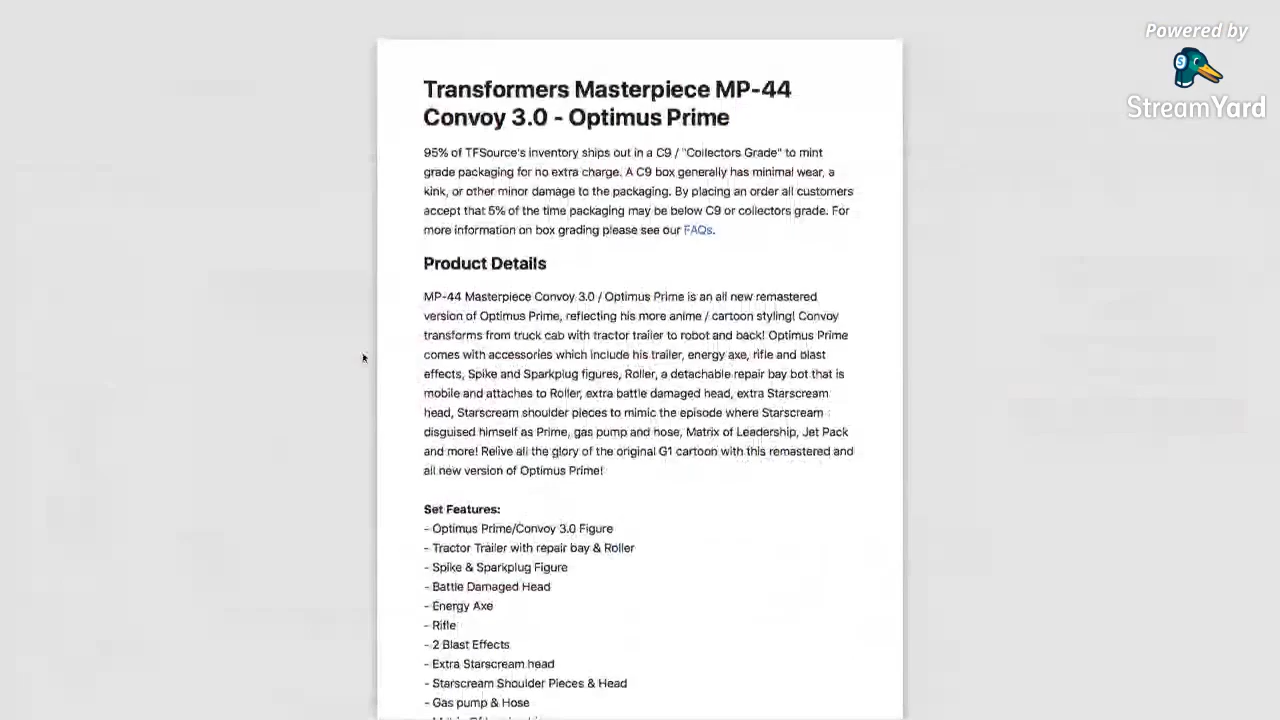 Powered by
StreamYard
Transformers Masterpiece MP-44
Convoy 3.0 - Optimus Prime
95% of TFSource's inventory ships out in a C9 / "Collectors Grade" to mint
grade packaging for no extra charge. A C9 box generally has minimal wear, a
kink, or other minor damage to the packaging. By placing an order all customers
accept that 5% of the time packaging may be below C9 or collectors grade. For
more information on box grading please see our FAQs.
Product Details
MP-44 Masterpiece Convoy 3.0 / Optimus Prime is an all new remastered
version of Optimus Prime, reflecting his more anime / cartoon styling! Convoy
transforms from truck cab with tractor trailer to robot and back! Optimus Prime
comes with accessories which include his trailer, energy axe, rifle and blast
effects, Spike and Sparkplug figures, Roller, a detachable repair bay bot that is
mobile and attaches to Roller, extra battle damaged head, extra Starscream
head, Starscream shoulder pieces to mimic the episode where Starscream
disguised himself as Prime, gas pump and hose, Matrix of Leadership, Jet Pack
and more! Relive all the glory of the original G1 cartoon with this remastered and
all new version of Optimus Prime!
Set Features:
- Optimus Prime/Convoy 3.0 Figure
- Tractor Trailer with repair bay & Roller
- Spike & Sparkplug Figure
- Battle Damaged Head
- Energy Axe
- Rifle
- 2 Blast Effects
- Extra Starscream head
- Starscream Shoulder Pieces & Head
- Gas pump & Hose